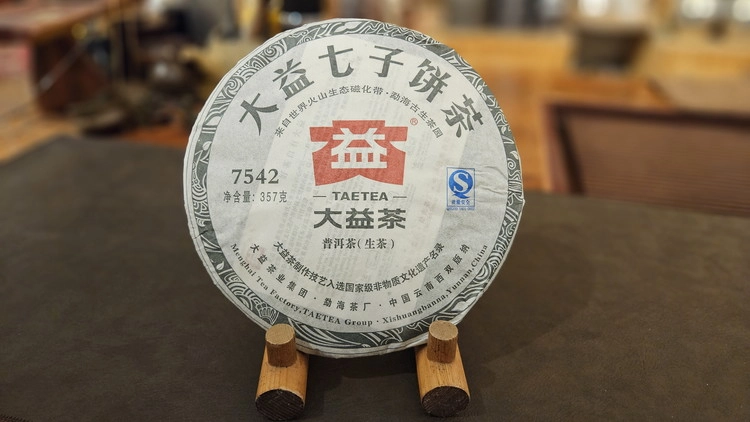 大益七子饼茶
来自世界火山生态磁化带·勐海古生茶园
益
®
7542
净含量: 357克
TAETEA
大益茶
普洱茶(生茶)
大益茶制作技艺入选国家级非物质文化遗产名录
大益茶业集团·勐海茶厂·中国云南西双版纳
Menghai Tea Factory,TAETEA Group·Xishuangbanna,Yunnan,China